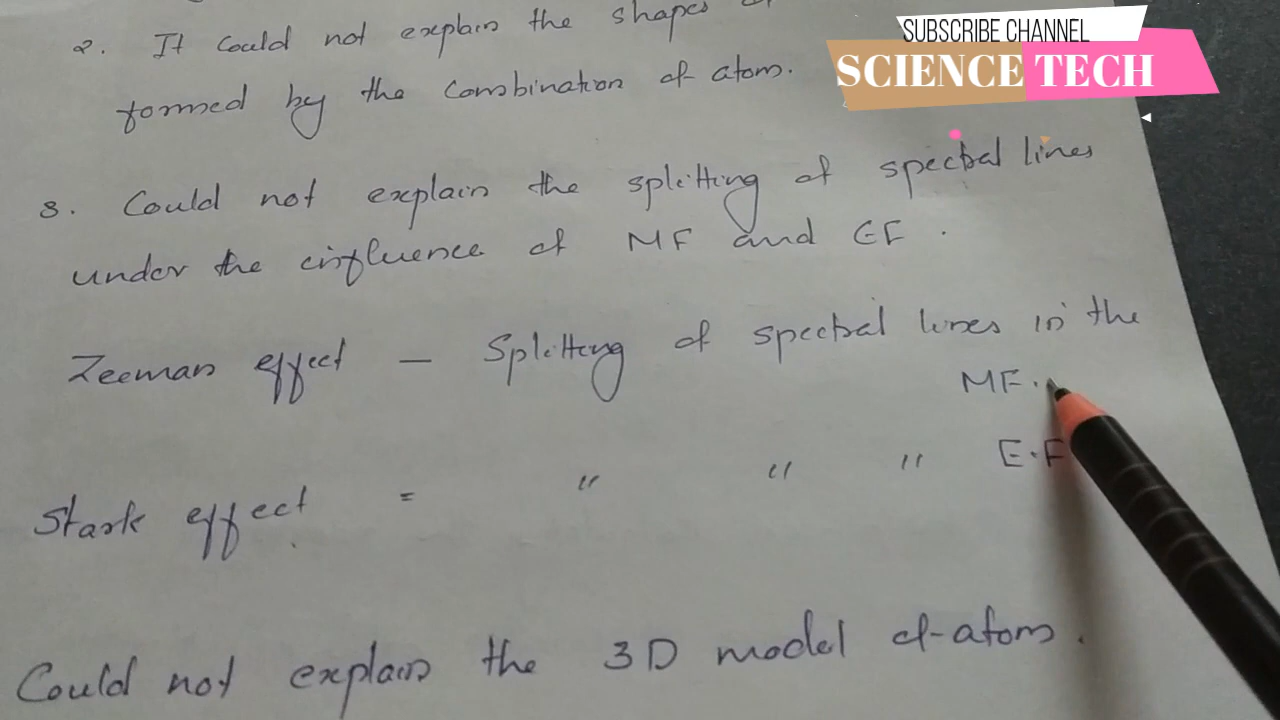 2. It could not explain the shapes of
formed by the combination of atom.
3. Could not explain the splitting of spectral lines
under the influence of MF and EF.
Zeeman effect — Splitting of spectral lines in the
MF.
Stark effect = " " " E.F
Could not explain the 3D model of atom.
SUBSCRIBE CHANNEL
SCIENCE TECH